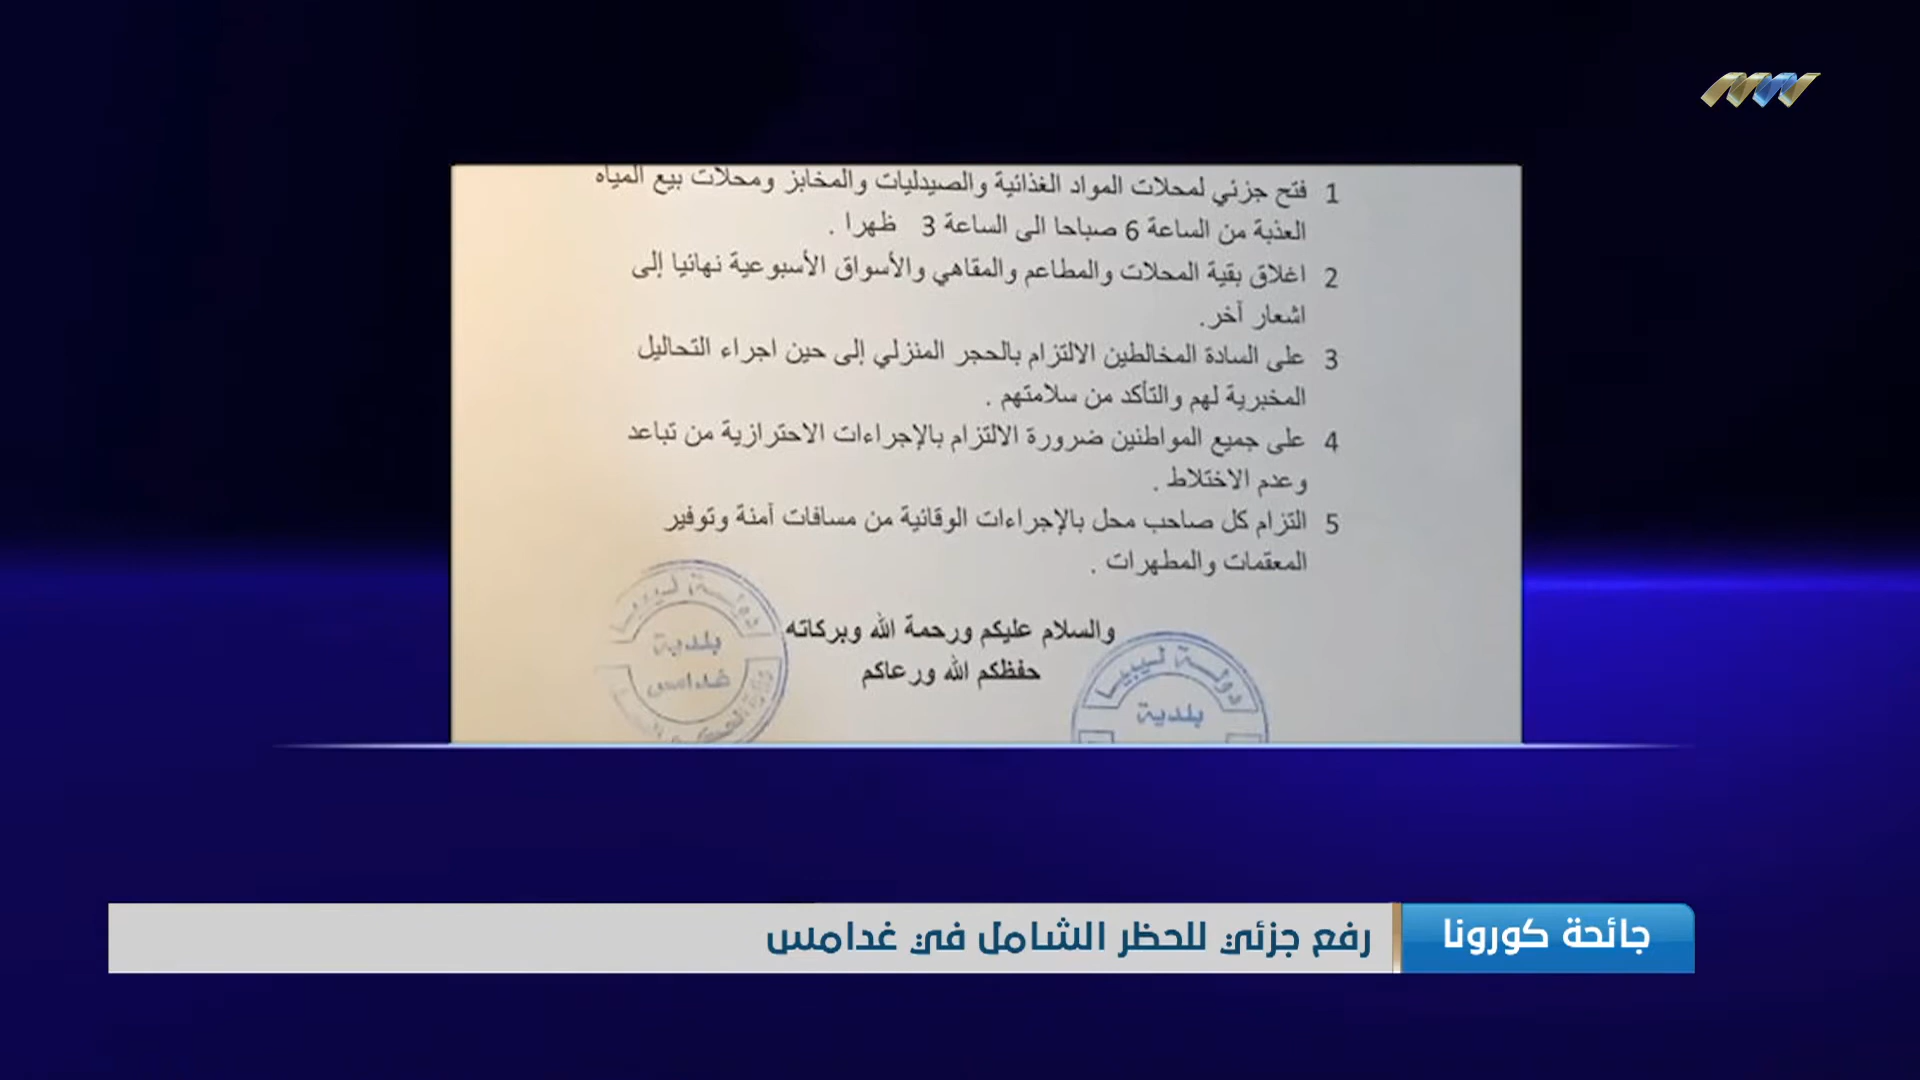 1 فتح جزئي لمحلات المواد الغذائية والصيدليات والمخابز ومحلات بيع المياه
العذبة من الساعة 6 صباحا الى الساعة 3 ظهرا .
2 اغلاق بقية المحلات والمطاعم والمقاهي والأسواق الأسبوعية نهائيا إلى
اشعار آخر.
3 على السادة المخالطين الالتزام بالحجر المنزلي إلى حين اجراء التحاليل
المخبرية لهم والتأكد من سلامتهم .
4 على جميع المواطنين ضرورة الالتزام بالإجراءات الاحترازية من تباعد
وعدم الاختلاط .
5 التزام كل صاحب محل بالإجراءات الوقائية من مسافات آمنة وتوفير
المعقمات والمطهرات .
والسلام عليكم ورحمة الله وبركاته
حفظكم الله ورعاكم
دولة ليبيا
بلدية
دولة ليبيا
بلدية
غدامس
جائحة كورونا
رفع جزئي للحظر الشامل في غدامس